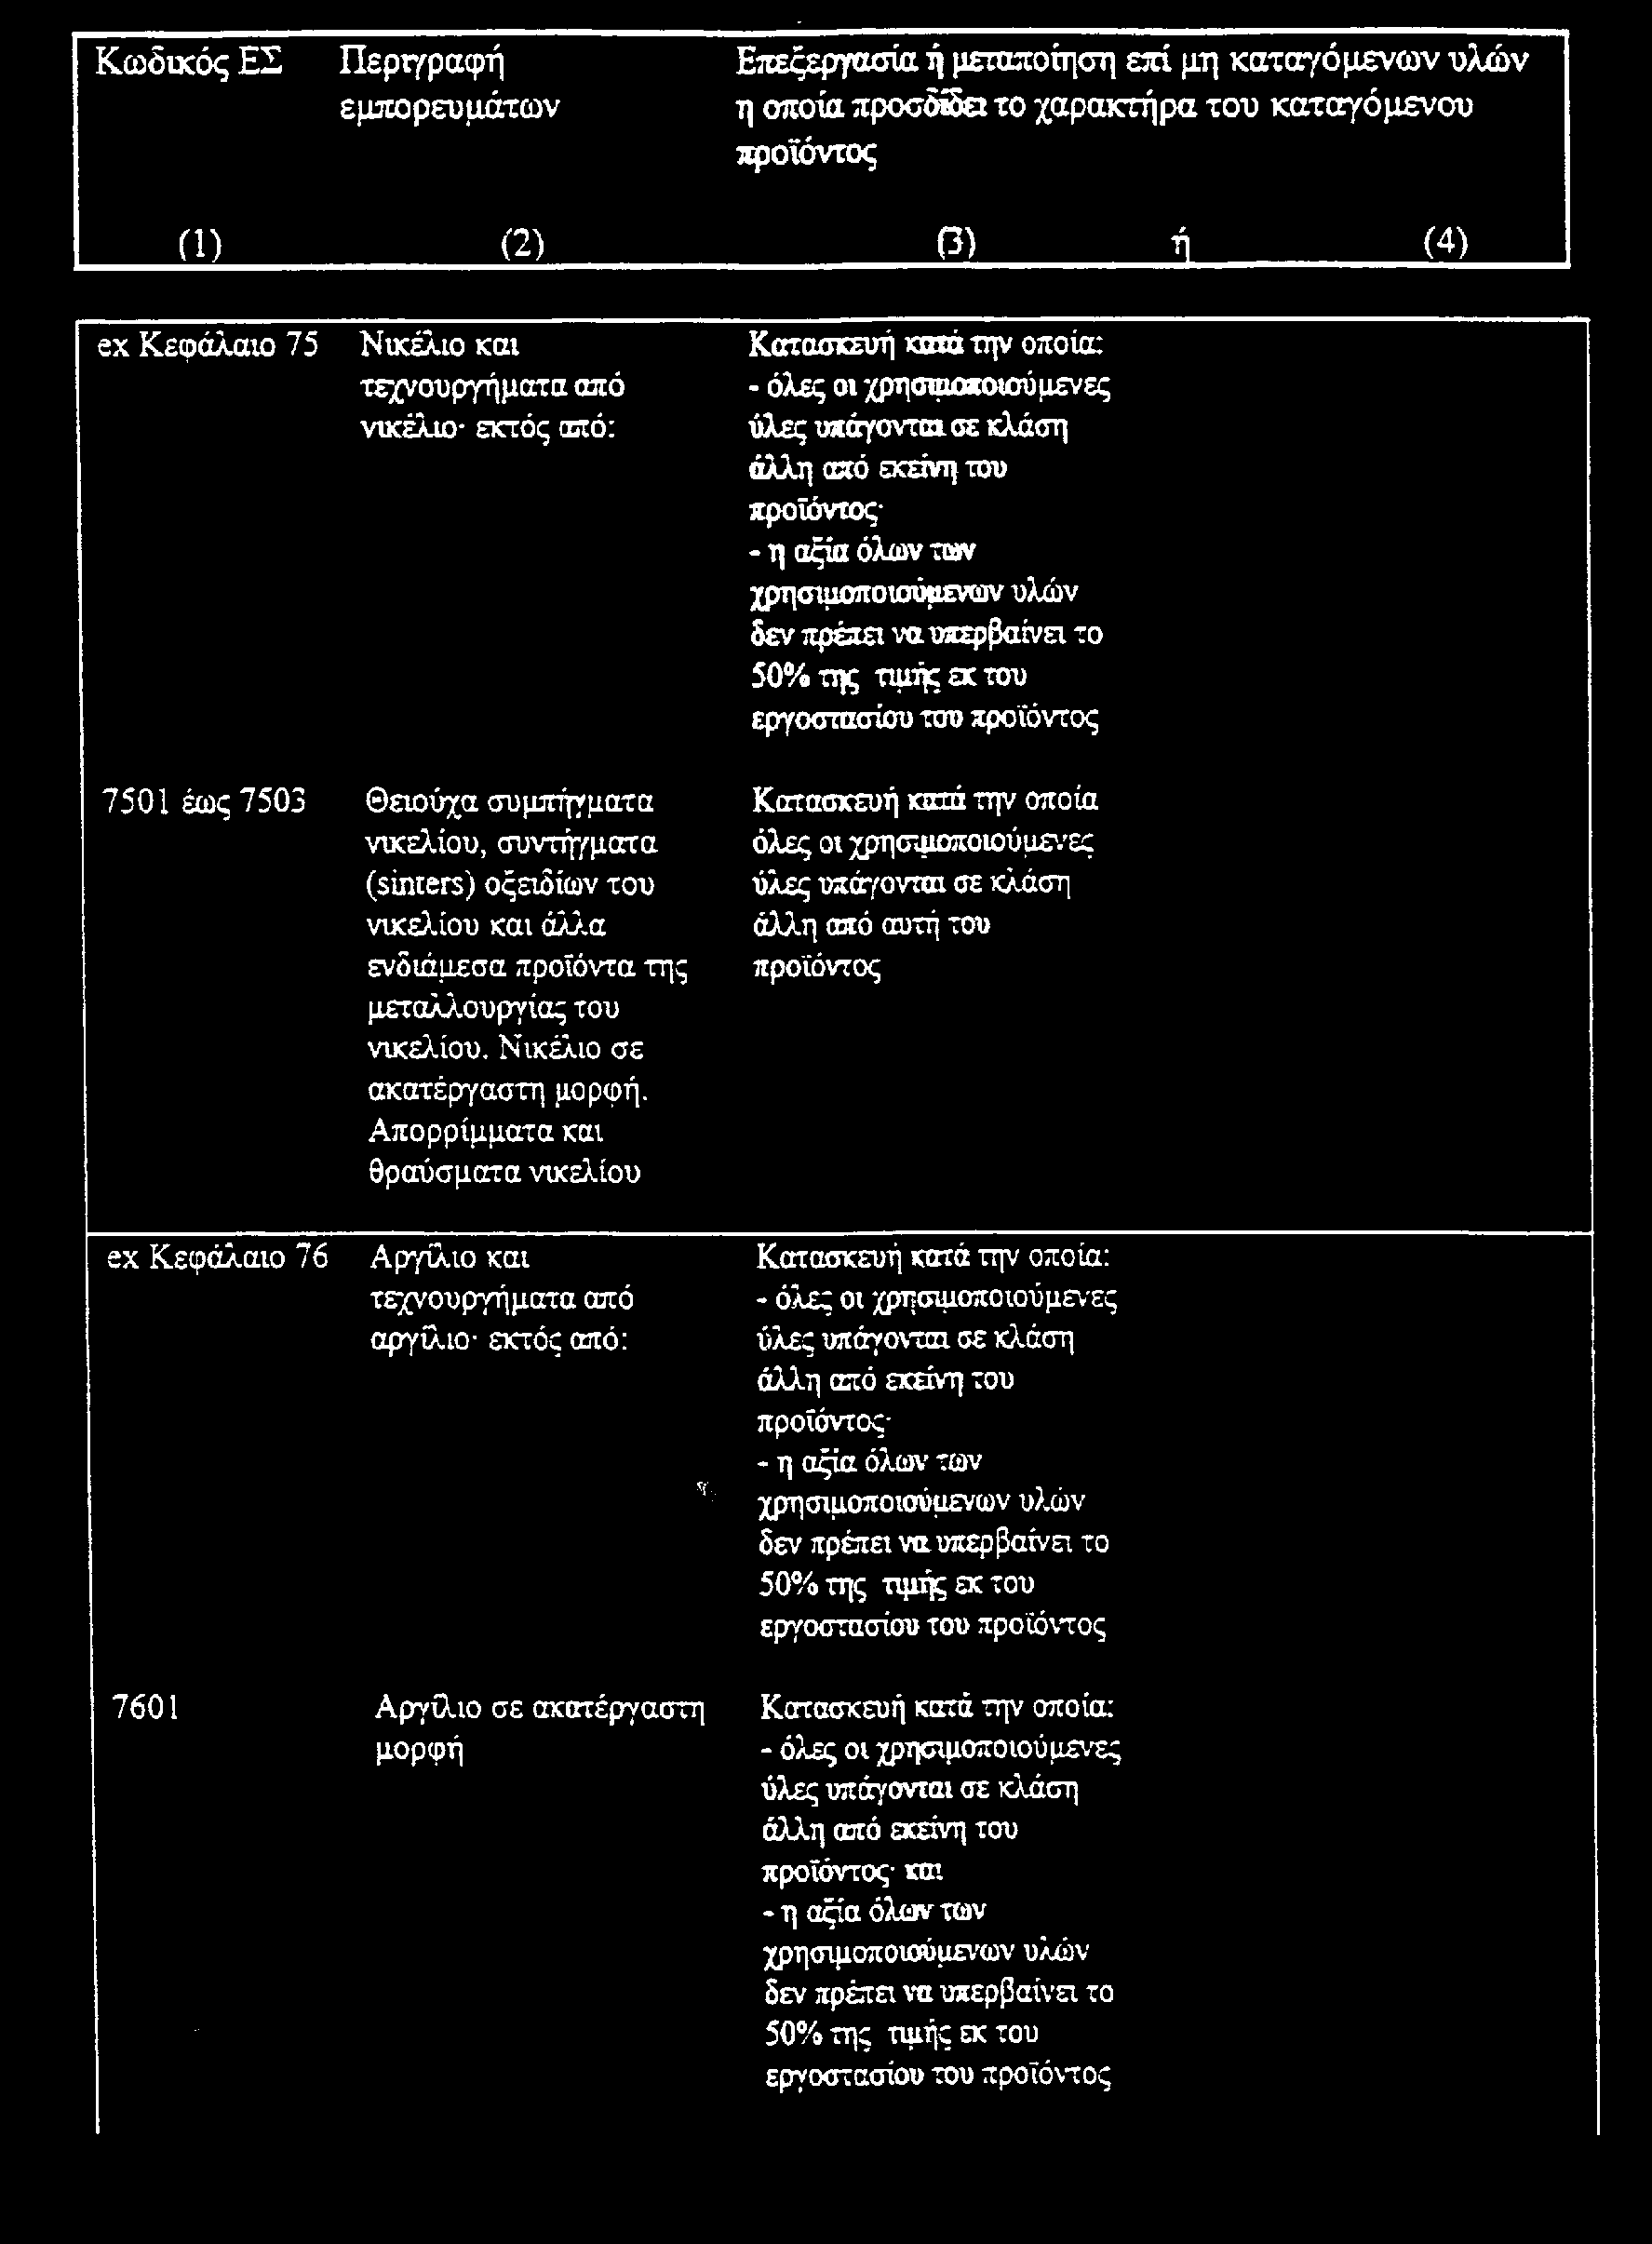 Κωδικός ΕΣ Περιγραφή Επεξεργασία ή μεταποίηση επί μη καταγόμενων υλών
εμπορευμάτων η οποία προσδίδει το χαρακτήρα του καταγόμενου
προϊόντος
(1) (2) (3) ή (4)
ex Κεφάλαιο 75 Νικέλιο και Κατασκευή κατά την οποία:
τεχνουργήματα από - όλες οι χρησιμοποιούμενες
νικέλιο· εκτός από: ύλες υπάγονται σε κλάση
άλλη από εκείνη του
προϊόντος·
- η αξία όλων των
χρησιμοποιούμενων υλών
δεν πρέπει να υπερβαίνει το
50% της τιμής εκ του
εργοστασίου του προϊόντος
7501 έως 7503 Θειούχα συμπήγματα Κατασκευή κατά την οποία
νικελίου, συντήγματα όλες οι χρησιμοποιούμενες
(sinters) οξειδίων του ύλες υπάγονται σε κλάση
νικελίου και άλλα άλλη από αυτή του
ενδιάμεσα προϊόντα της προϊόντος
μεταλλουργίας του
νικελίου. Νικέλιο σε
ακατέργαστη μορφή.
Απορρίμματα και
θραύσματα νικελίου
ex Κεφάλαιο 76 Αργίλιο και Κατασκευή κατά την οποία:
τεχνουργήματα από - όλες οι χρησιμοποιούμενες
αργίλιο· εκτός από: ύλες υπάγονται σε κλάση
άλλη από εκείνη του
προϊόντος·
- η αξία όλων των
χρησιμοποιούμενων υλών
δεν πρέπει να υπερβαίνει το
50% της τιμής εκ του
εργοστασίου του προϊόντος
7601 Αργίλιο σε ακατέργαστη Κατασκευή κατά την οποία:
μορφή - όλες οι χρησιμοποιούμενες
ύλες υπάγονται σε κλάση
άλλη από εκείνη του
προϊόντος· και
- η αξία όλων των
χρησιμοποιούμενων υλών
δεν πρέπει να υπερβαίνει το
50% της τιμής εκ του
εργοστασίου του προϊόντος